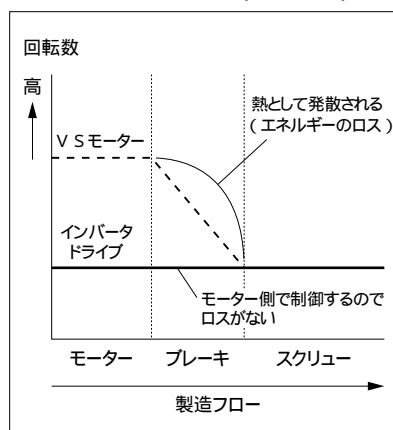 回転数
高
熱として発散される
(エネルギーのロス)
VSモーター
インバータ
ドライブ
モーター側で制御するので
ロスがない
モーター ブレーキ スクリュー
製造フロー